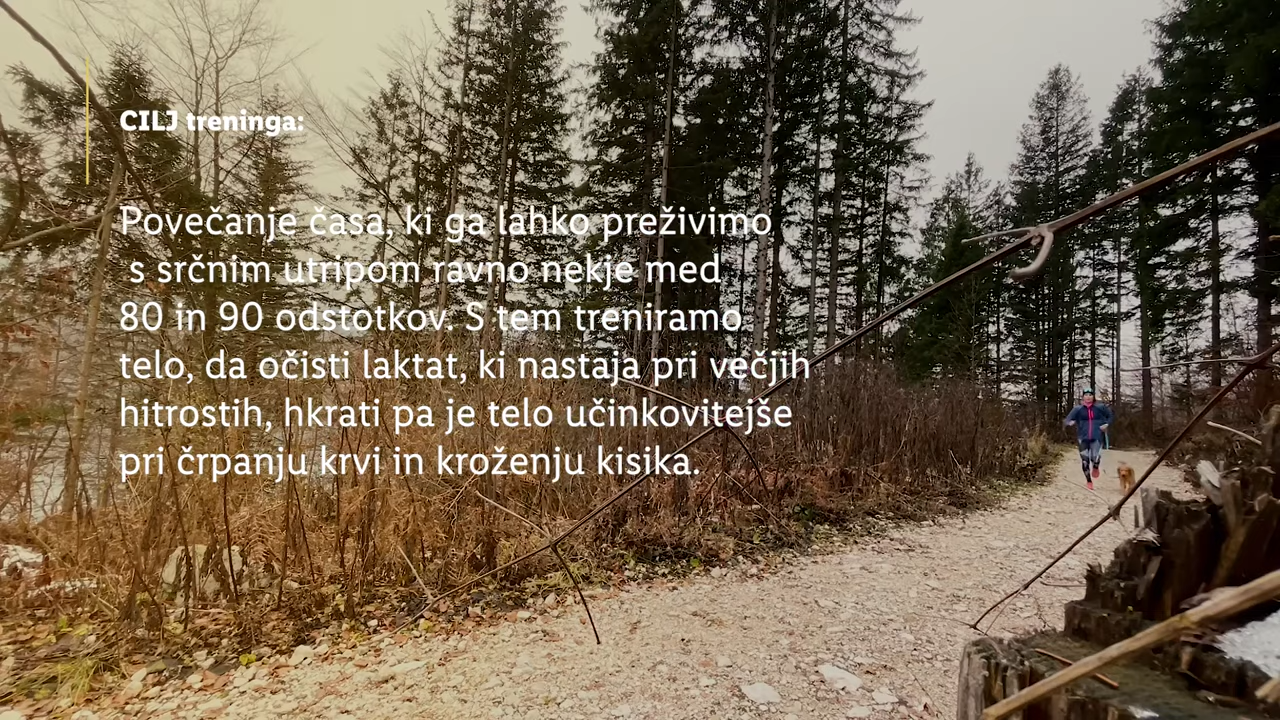 CILJ treninga:
Povečanje časa, ki ga lahko preživimo
s srčnim utripom ravno nekje med
80 in 90 odstotkov. S tem treniramo
telo, da očisti laktat, ki nastaja pri večjih
hitrostih, hkrati pa je telo učinkovitejše
pri črpanju krvi in kroženju kisika.